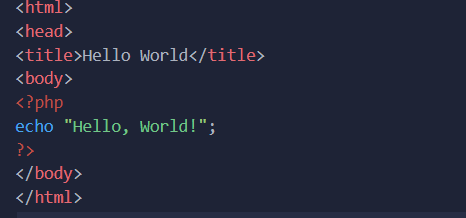 <html>
<head>
<title>Hello World</title>
<body>
<?php
echo "Hello, World!";
?>
</body>
</html>